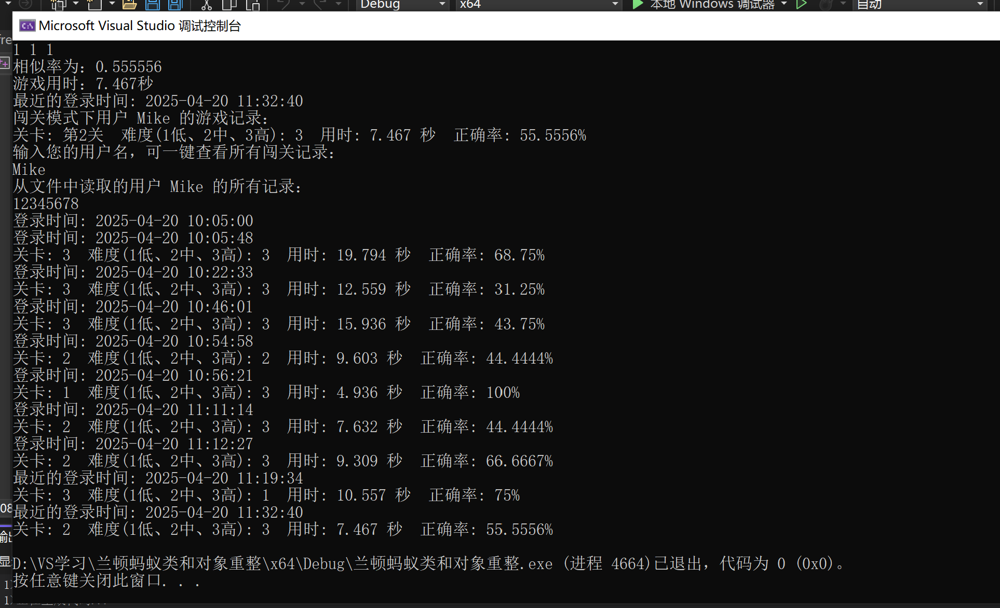 Debug x64 本地 Windows 调试器 自动
Microsoft Visual Studio 调试控制台
1 1 1
相似率为：0.555556
游戏用时：7.467秒
最近的登录时间: 2025-04-20 11:32:40
闯关模式下用户 Mike 的游戏记录:
关卡: 第2关 难度(1低、2中、3高): 3 用时: 7.467 秒 正确率: 55.5556%
输入您的用户名，可一键查看所有闯关记录:
Mike
从文件中读取的用户 Mike 的所有记录:
12345678
登录时间: 2025-04-20 10:05:00
登录时间: 2025-04-20 10:05:48
关卡: 3 难度(1低、2中、3高): 3 用时: 19.794 秒 正确率: 68.75%
登录时间: 2025-04-20 10:22:33
关卡: 3 难度(1低、2中、3高): 3 用时: 12.559 秒 正确率: 31.25%
登录时间: 2025-04-20 10:46:01
关卡: 3 难度(1低、2中、3高): 3 用时: 15.936 秒 正确率: 43.75%
登录时间: 2025-04-20 10:54:58
关卡: 2 难度(1低、2中、3高): 2 用时: 9.603 秒 正确率: 44.4444%
登录时间: 2025-04-20 10:56:21
关卡: 1 难度(1低、2中、3高): 3 用时: 4.936 秒 正确率: 100%
登录时间: 2025-04-20 11:11:14
关卡: 2 难度(1低、2中、3高): 3 用时: 7.632 秒 正确率: 44.4444%
登录时间: 2025-04-20 11:12:27
关卡: 2 难度(1低、2中、3高): 3 用时: 9.309 秒 正确率: 66.6667%
最近的登录时间: 2025-04-20 11:19:34
关卡: 3 难度(1低、2中、3高): 1 用时: 10.557 秒 正确率: 75%
最近的登录时间: 2025-04-20 11:32:40
关卡: 2 难度(1低、2中、3高): 3 用时: 7.467 秒 正确率: 55.5556%
D:\VS学习\兰顿蚂蚁类和对象重整\x64\Debug\兰顿蚂蚁类和对象重整.exe (进程 4664)已退出，代码为 0 (0x0)。
按任意键关闭此窗口. . .